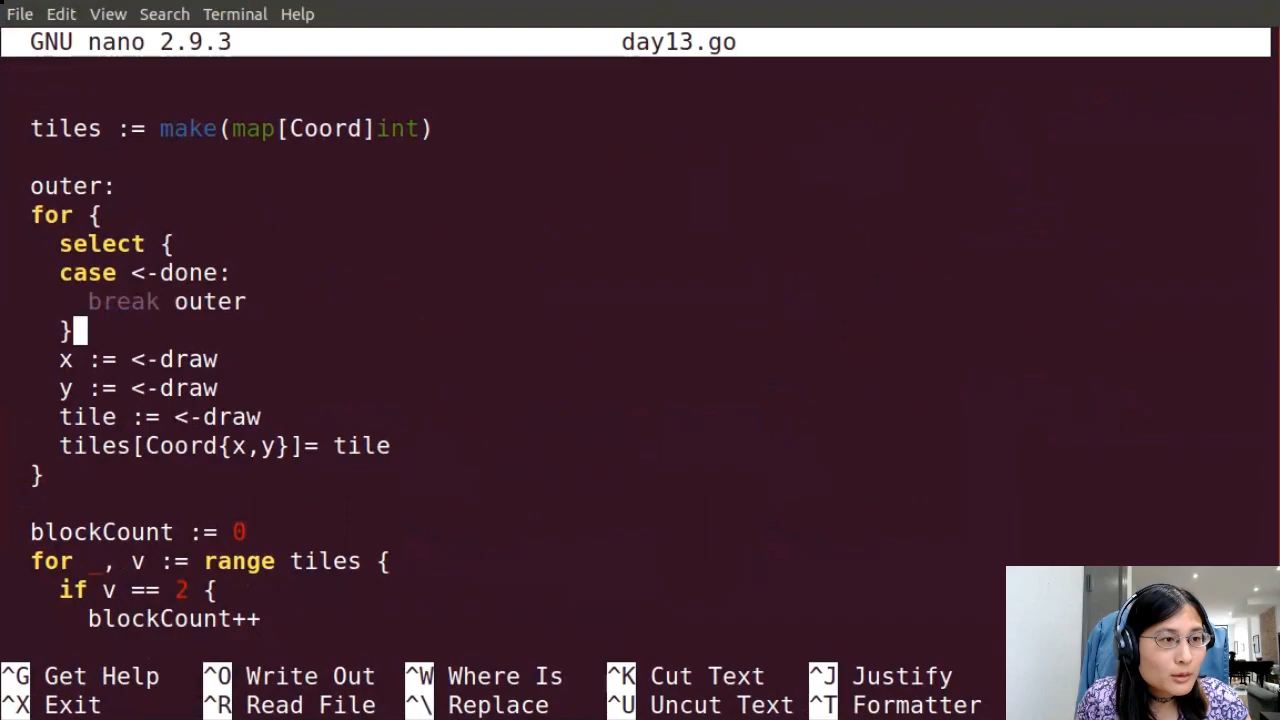 File Edit View Search Terminal Help
GNU nano 2.9.3 day13.go
tiles := make(map[Coord]int)
outer:
for {
select {
case <-done:
break outer
}
x := <-draw
y := <-draw
tile := <-draw
tiles[Coord{x,y}]= tile
}
blockCount := 0
for _, v := range tiles {
if v == 2 {
blockCount++
^G Get Help ^O Write Out ^W Where Is ^K Cut Text ^J Justify
^X Exit ^R Read File ^\ Replace ^U Uncut Text ^T Formatter